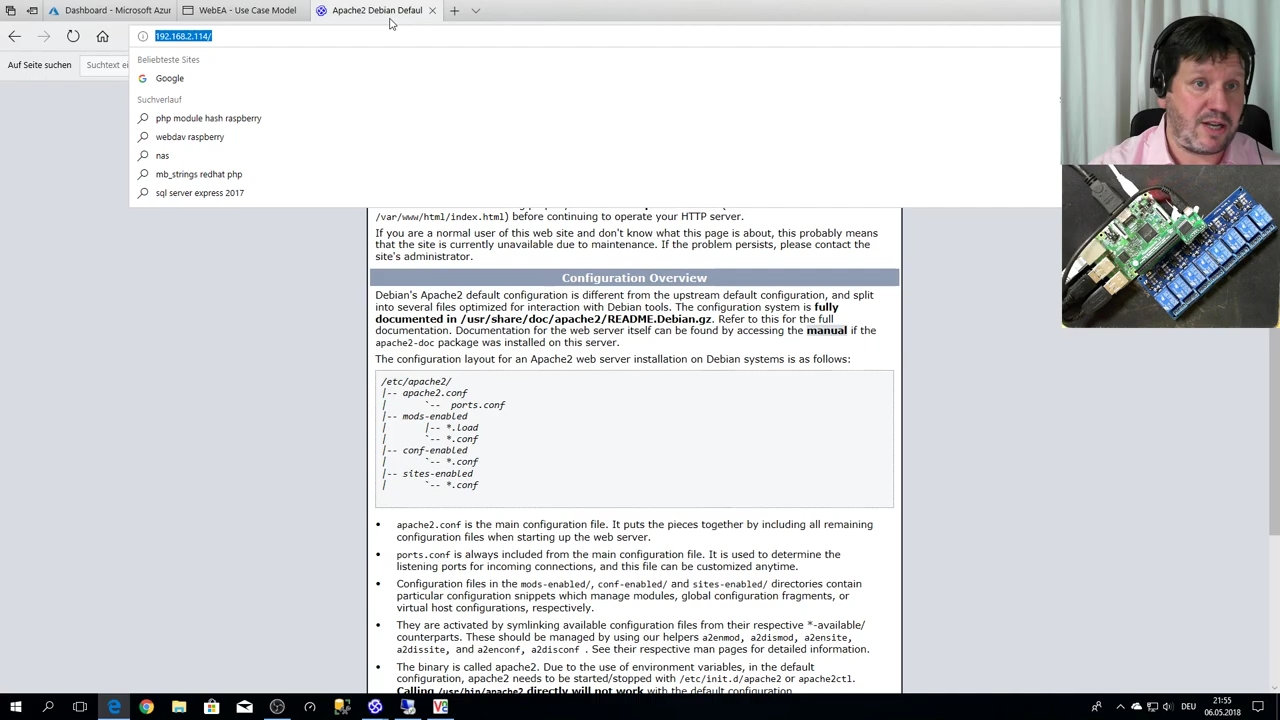 Dashboard - Microsoft Azur
WebEA - Use Case Model
Apache2 Debian Defaul
192.168.2.114/
Auf Seite suchen
Suchtext ein
Beliebteste Sites
Google
Suchverlauf
php module hash raspberry
webdav raspberry
nas
mb_strings redhat php
sql server express 2017
/var/www/html/index.html) before continuing to operate your HTTP server.
If you are a normal user of this web site and don't know what this page is about, this probably means
that the site is currently unavailable due to maintenance. If the problem persists, please contact the
site's administrator.
Configuration Overview
Debian's Apache2 default configuration is different from the upstream default configuration, and split
into several files optimized for interaction with Debian tools. The configuration system is fully
documented in /usr/share/doc/apache2/README.Debian.gz. Refer to this for the full
documentation. Documentation for the web server itself can be found by accessing the manual if the
apache2-doc package was installed on this server.
The configuration layout for an Apache2 web server installation on Debian systems is as follows:
/etc/apache2/
|-- apache2.conf
|       `--  ports.conf
|-- mods-enabled
|       |-- *.load
|       `-- *.conf
|-- conf-enabled
|       `-- *.conf
|-- sites-enabled
|       `-- *.conf
• apache2.conf is the main configuration file. It puts the pieces together by including all remaining
configuration files when starting up the web server.
• ports.conf is always included from the main configuration file. It is used to determine the
listening ports for incoming connections, and this file can be customized anytime.
• Configuration files in the mods-enabled/, conf-enabled/ and sites-enabled/ directories contain
particular configuration snippets which manage modules, global configuration fragments, or
virtual host configurations, respectively.
• They are activated by symlinking available configuration files from their respective *-available/
counterparts. These should be managed by using our helpers a2enmod, a2dismod, a2ensite,
a2dissite, and a2enconf, a2disconf . See their respective man pages for detailed information.
• The binary is called apache2. Due to the use of environment variables, in the default
configuration, apache2 needs to be started/stopped with /etc/init.d/apache2 or apache2ctl.
Calling /usr/bin/apache2 directly will not work with the default configuration.
DEU
21:55
06.05.2018